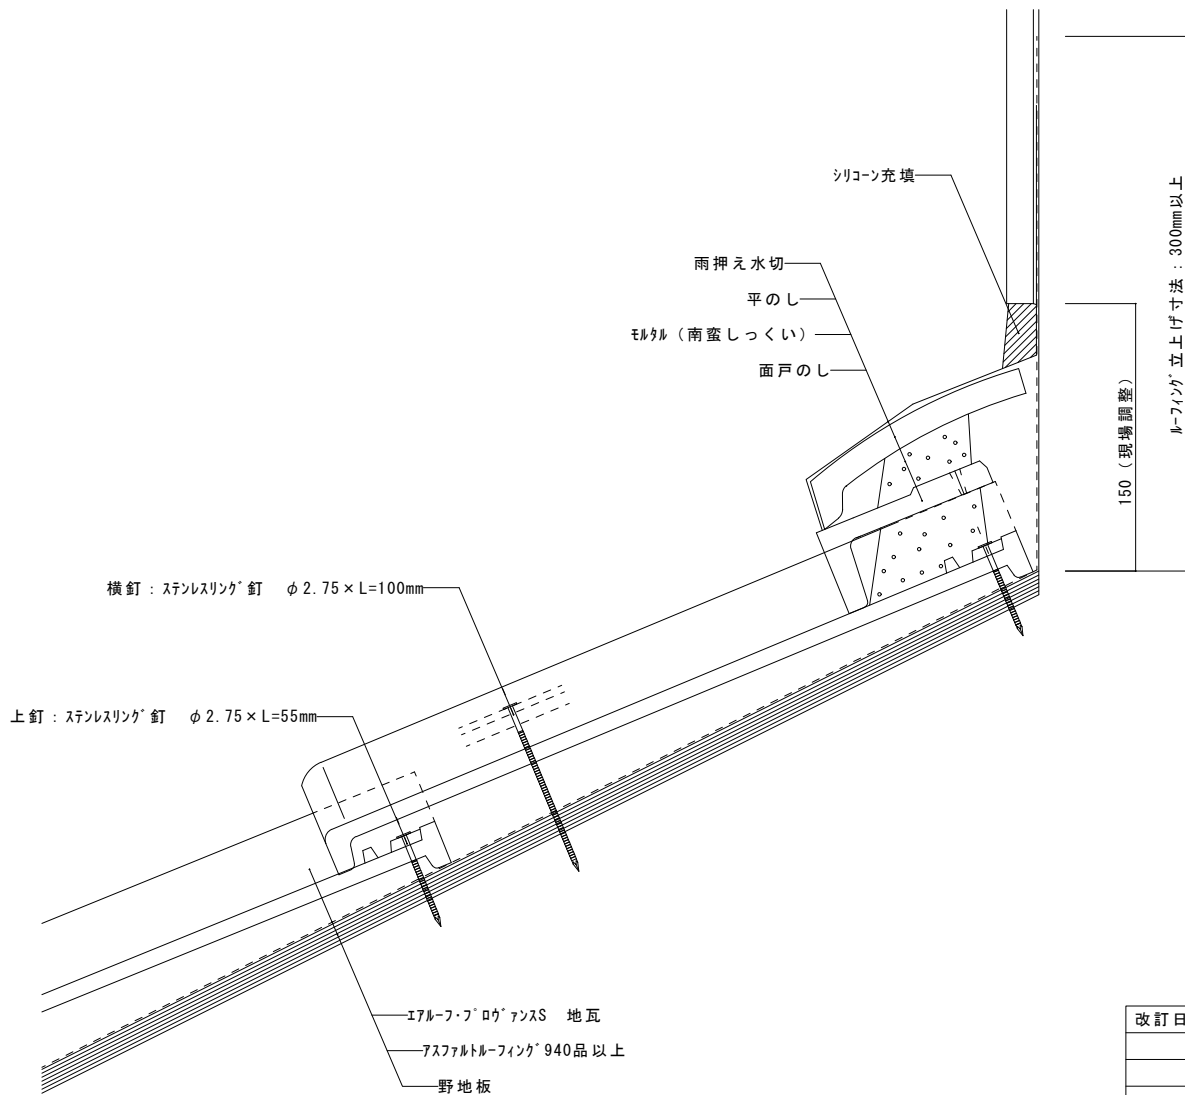 シリコーン充填
雨押え水切
平のし
モルタル（南蛮しっくい）
面戸のし
ルーフィング立上げ寸法：300mm以上
150（現場調整）
横釘：ステンレスリング釘　φ2.75×L=100mm
上釘：ステンレスリング釘　φ2.75×L=55mm
エアルーフ・プロヴァンスS　地瓦
アスファルトルーフィング940品以上
野地板
改訂日